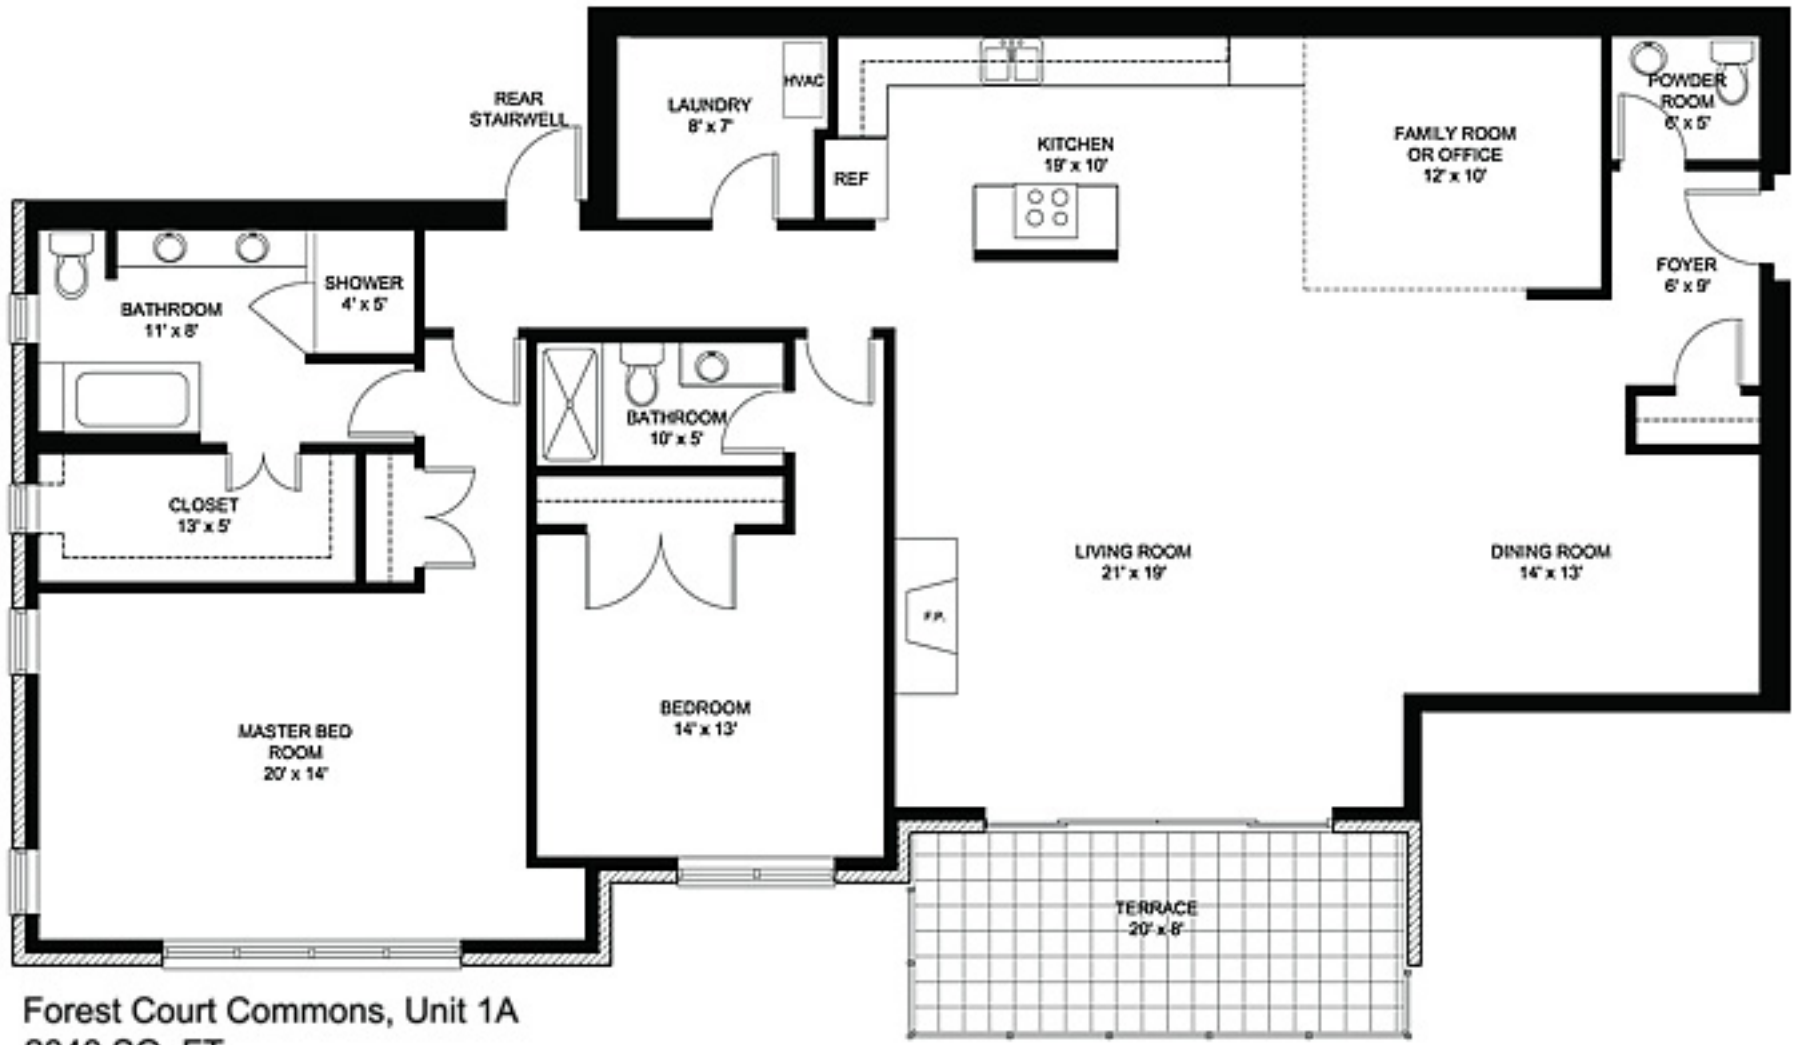 REAR
STAIRWELL
LAUNDRY
8' x 7'
HVAC
REF
KITCHEN
19' x 10'
FAMILY ROOM
OR OFFICE
12' x 10'
POWDER
ROOM
6' x 5'
FOYER
6' x 9'
SHOWER
4' x 5'
BATHROOM
11' x 8'
BATHROOM
10' x 5'
CLOSET
13' x 5'
LIVING ROOM
21' x 19'
DINING ROOM
14' x 13'
F.P.
BEDROOM
14' x 13'
MASTER BED
ROOM
20' x 14'
TERRACE
20' x 8'
Forest Court Commons, Unit 1A
SQ. FT.